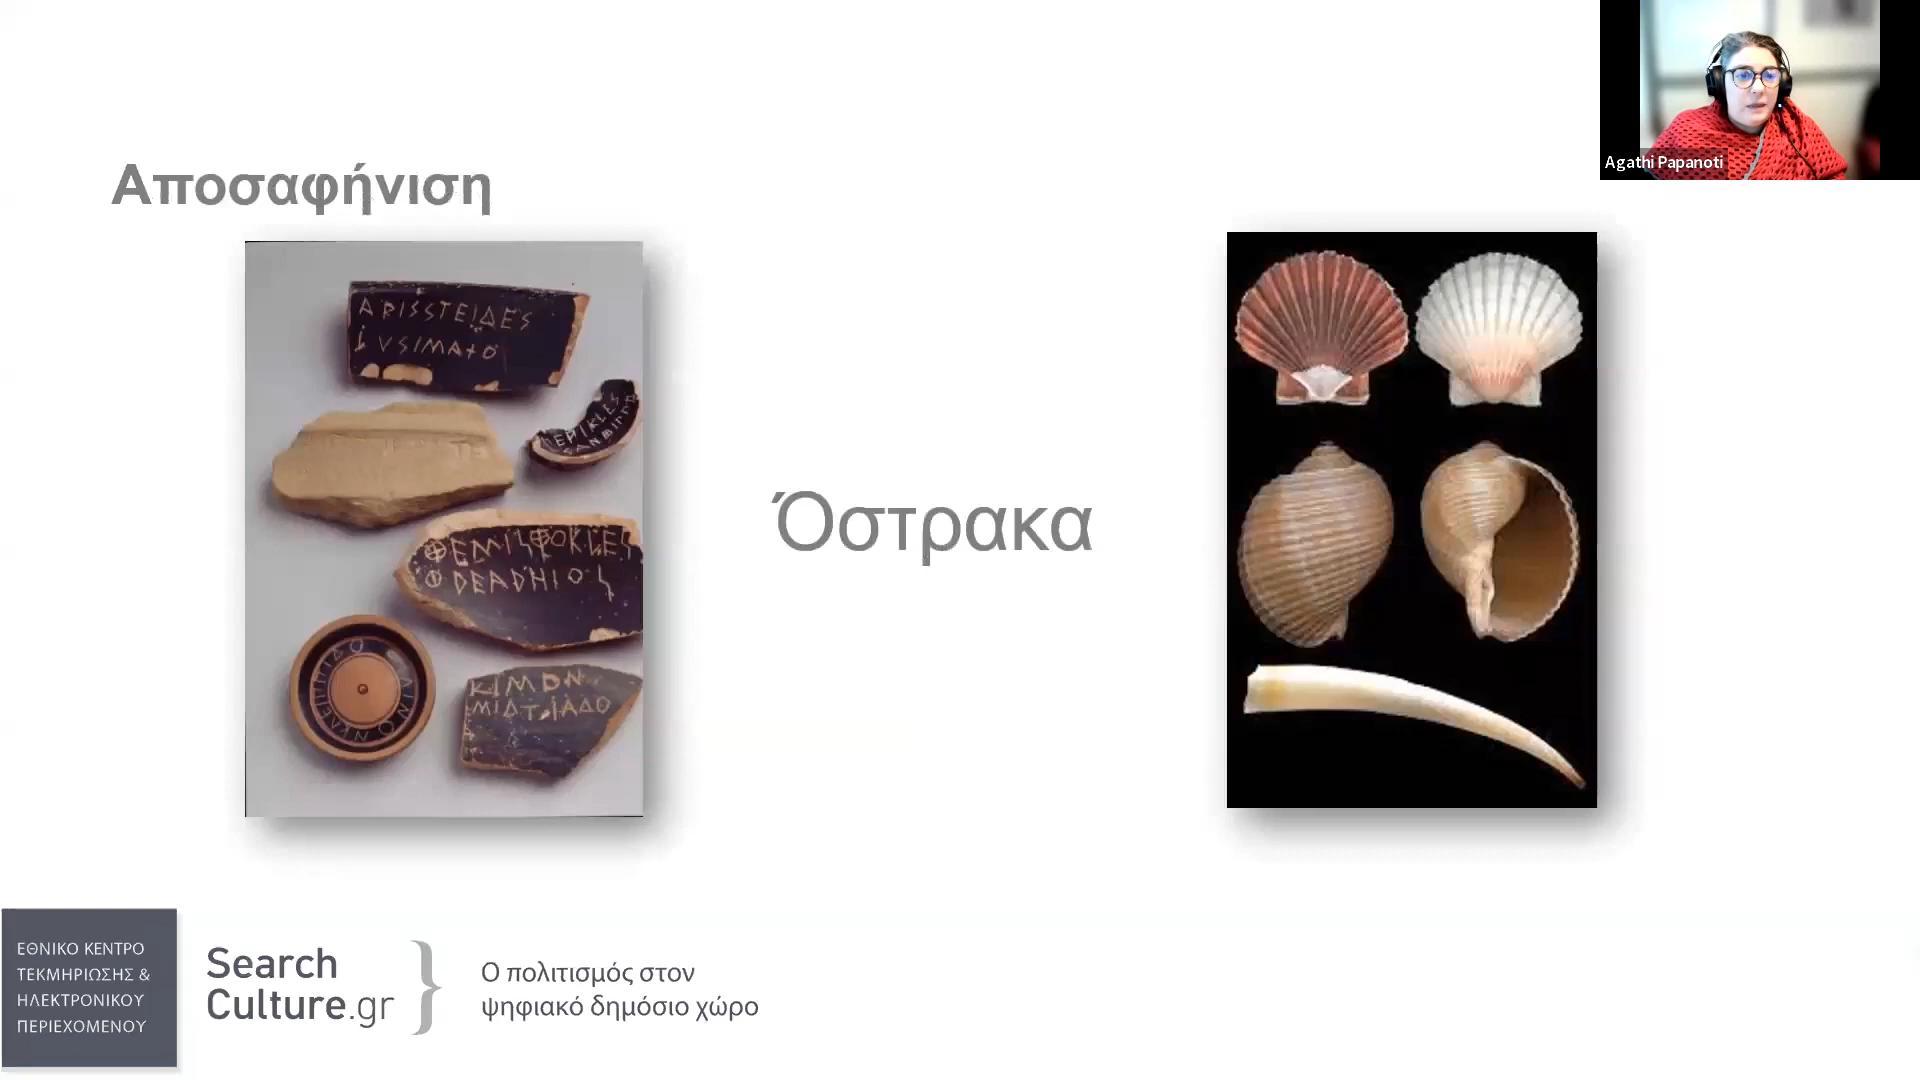 Agathi Papanoti
Αποσαφήνιση
Όστρακα
ΕΘΝΙΚΟ ΚΕΝΤΡΟ
ΤΕΚΜΗΡΙΩΣΗΣ &
ΗΛΕΚΤΡΟΝΙΚΟΥ
ΠΕΡΙΕΧΟΜΕΝΟΥ
Search
Culture.gr
Ο πολιτισμός στον
ψηφιακό δημόσιο χώρο